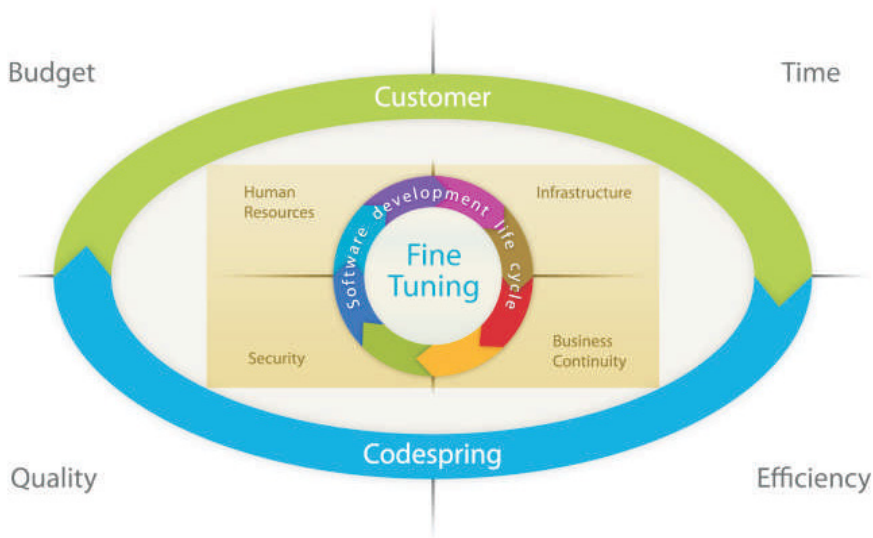 Budget
Time
Customer
Human
Resources
Infrastructure
Software development life cycle
Fine
Tuning
Security
Business
Continuity
Codespring
Quality
Efficiency